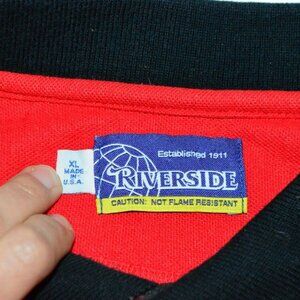 XL
MADE
IN
U.S.A.
Established 1911
RIVERSIDE
CAUTION: NOT FLAME RESISTANT